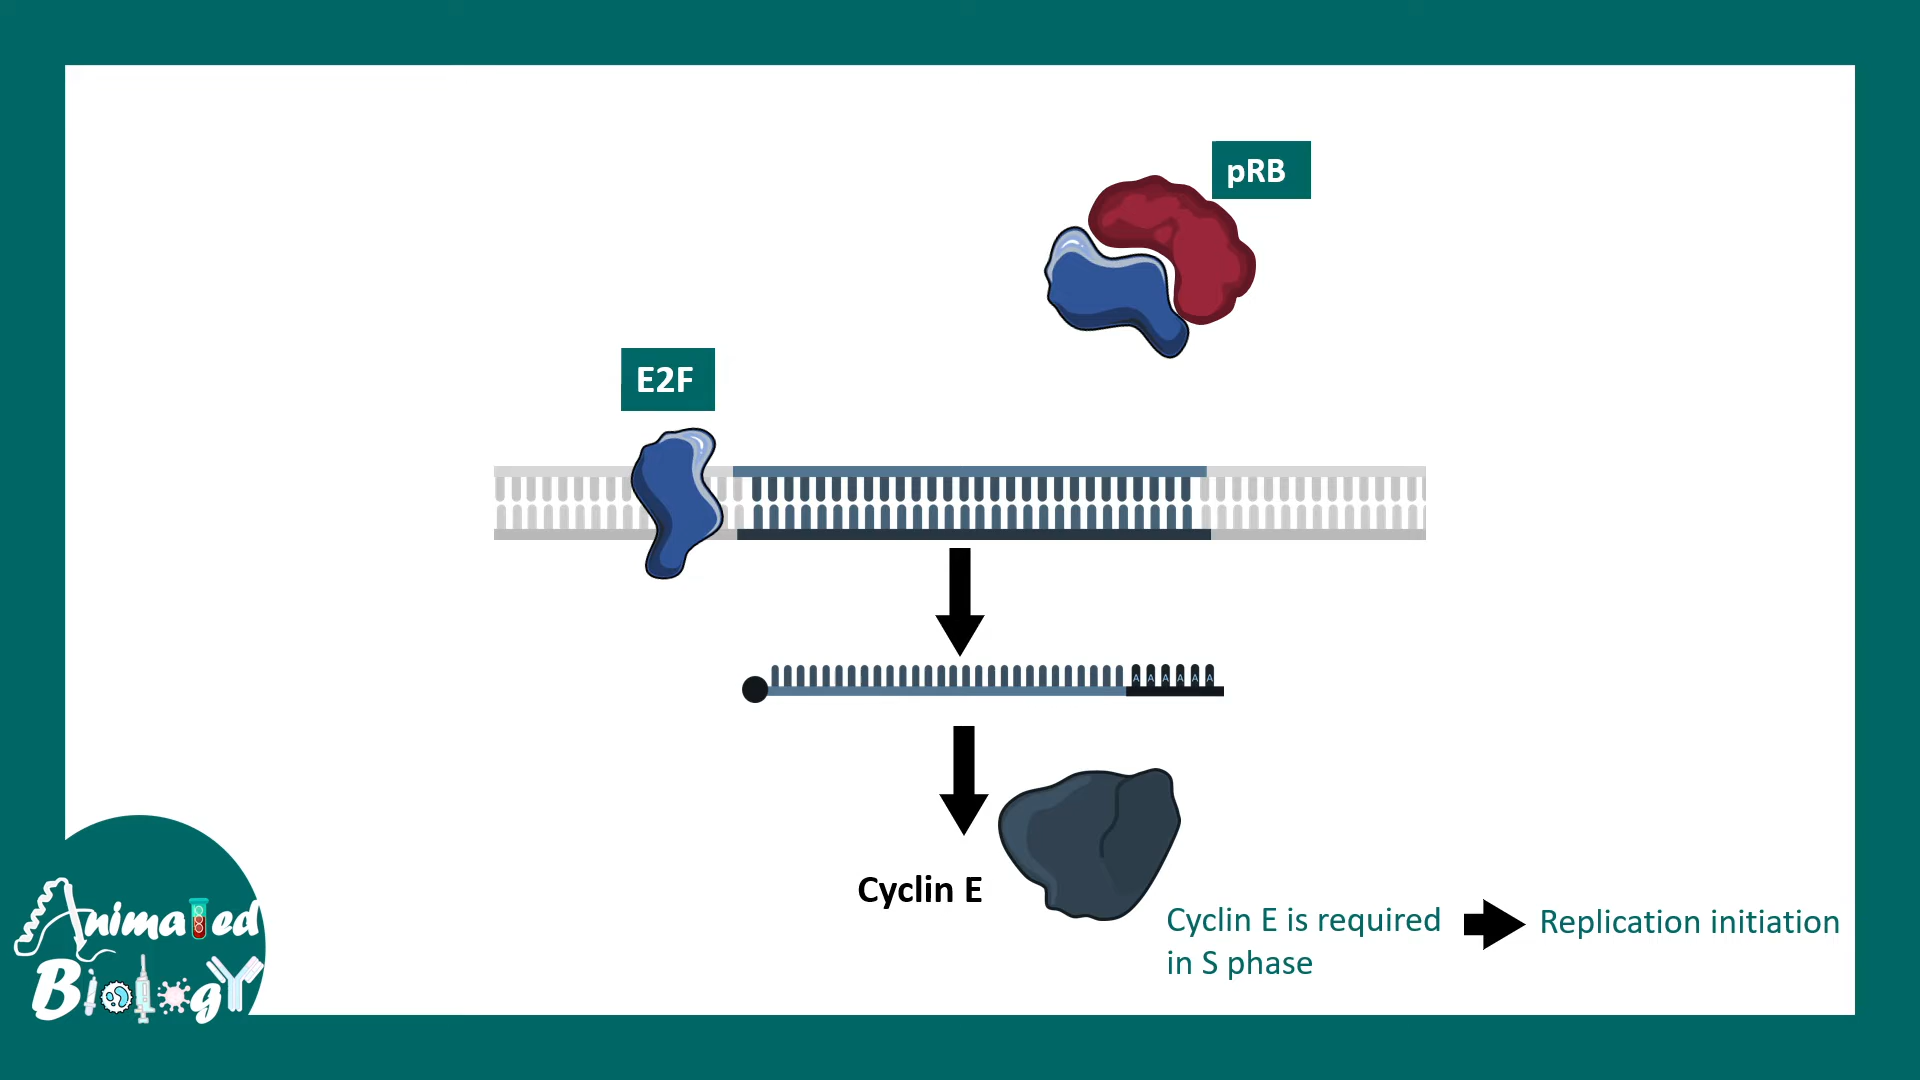 pRB
E2F
A A A A A A
Cyclin E
Cyclin E is required
in S phase
Replication initiation
Animated
Biology